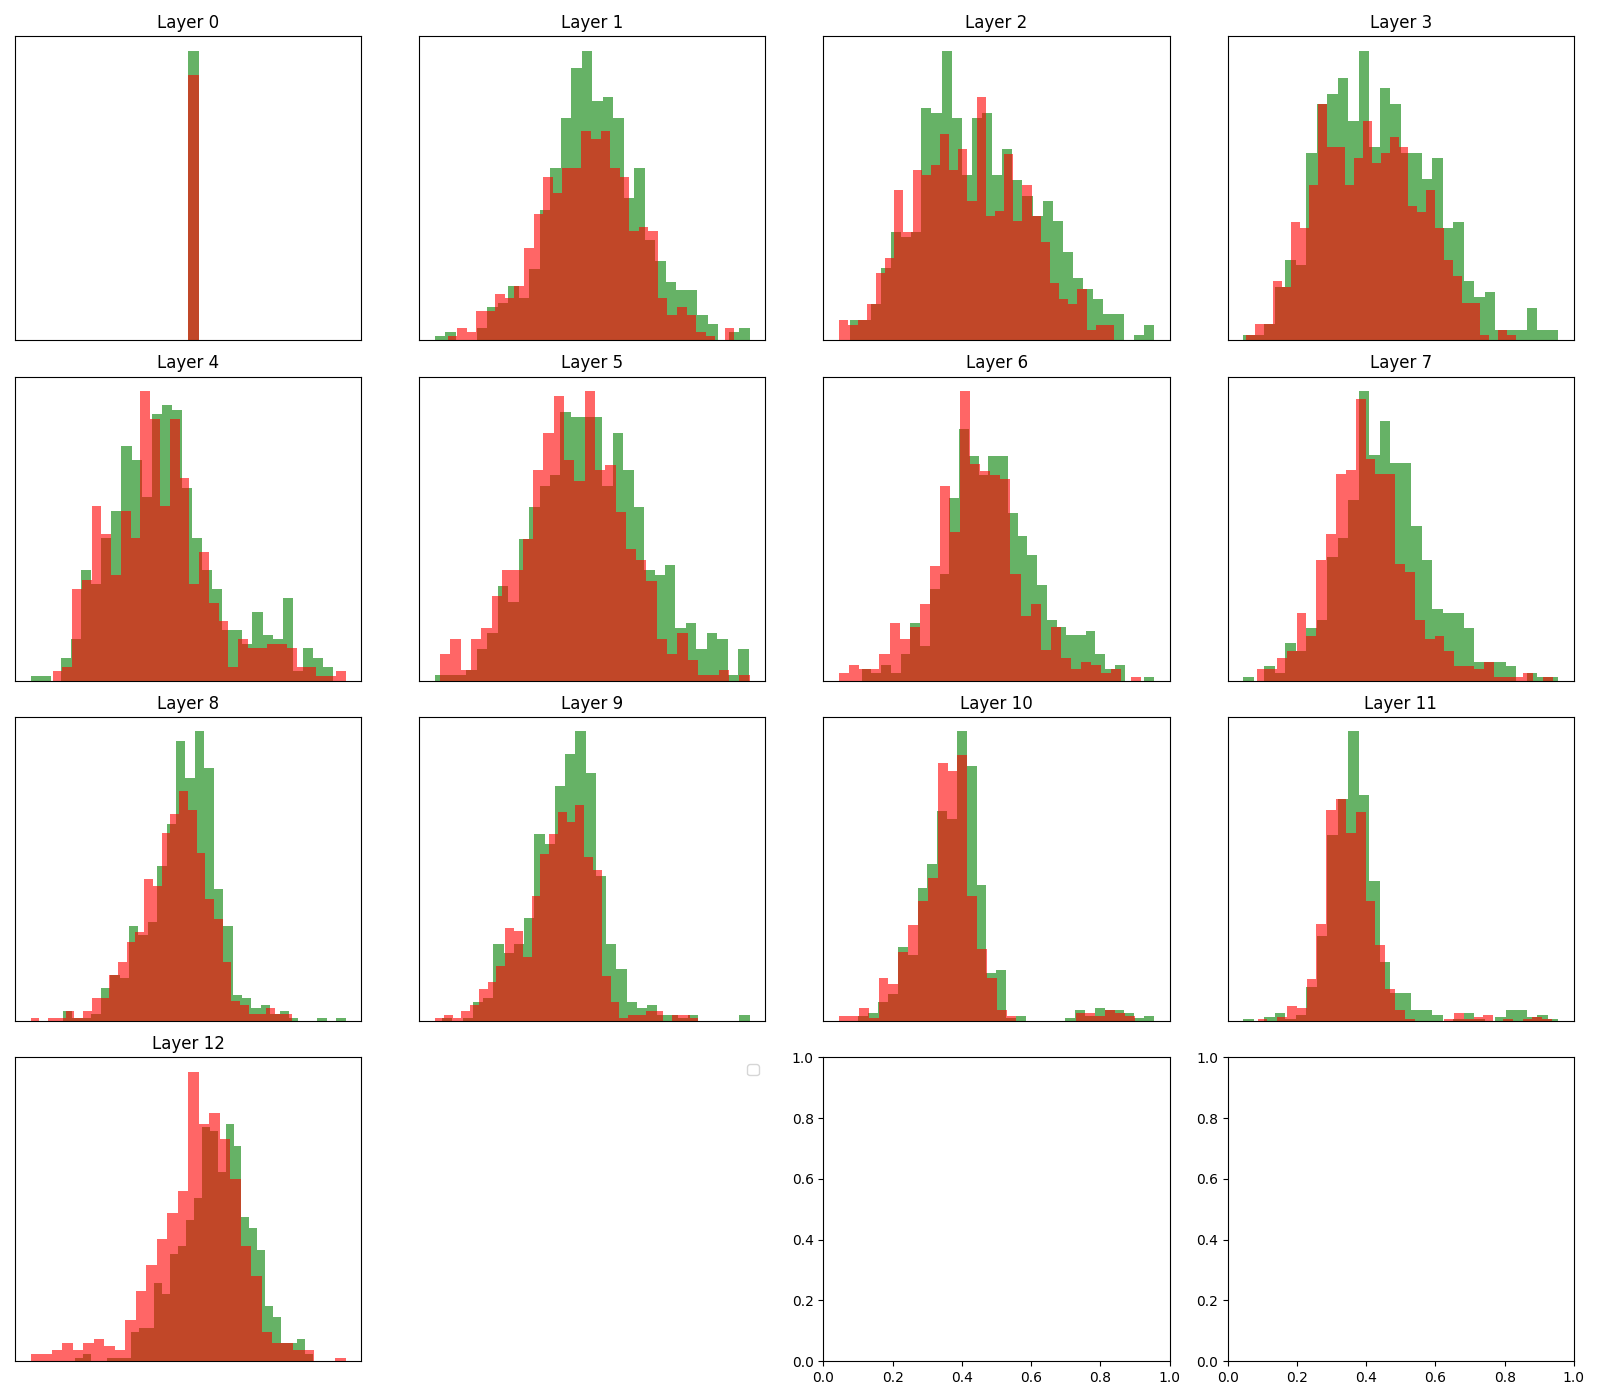 Layer 0
Layer 1
Layer 2
Layer 3
Layer 4
Layer 5
Layer 6
Layer 7
Layer 8
Layer 9
Layer 10
Layer 11
Layer 12
1.0
0.8
0.6
0.4
0.2
0.0
0.0 0.2 0.4 0.6 0.8 1.0
1.0
0.8
0.6
0.4
0.2
0.0
0.0 0.2 0.4 0.6 0.8 1.0